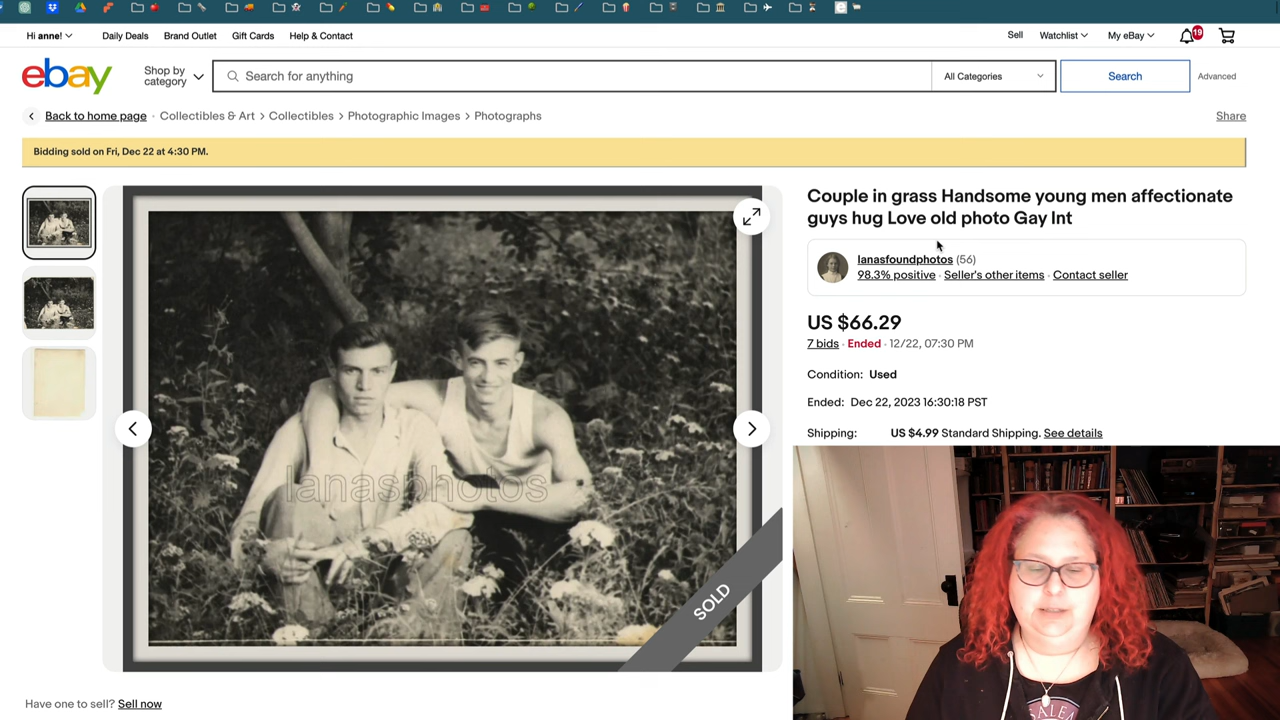 Hi anne!
Daily Deals
Brand Outlet
Gift Cards
Help & Contact
Sell
Watchlist
My eBay
19
ebay
Shop by
category
Search for anything
All Categories
Search
Advanced
Back to home page
Collectibles & Art
Collectibles
Photographic Images
Photographs
Share
Bidding sold on Fri, Dec 22 at 4:30 PM.
Couple in grass Handsome young men affectionate
guys hug Love old photo Gay Int
lanasfoundphotos (56)
98.3% positive · Seller's other items · Contact seller
US $66.29
7 bids · Ended · 12/22, 07:30 PM
Condition: Used
Ended: Dec 22, 2023 16:30:18 PST
Shipping: US $4.99 Standard Shipping. See details
lanasphotos
SOLD
Have one to sell? Sell now
SALEM